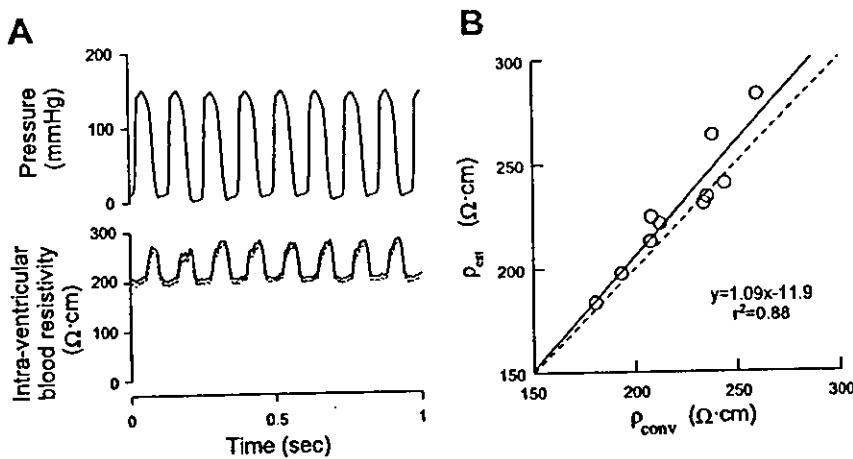 A
200
100
0
Pressure
(mmHg)
300
200
100
0
Intra-ventricular
blood resistivity
(Ω·cm)
0
0.5
1
Time (sec)
B
300
250
200
150
(Ω·cm)
y=1.09x-11.9
r²=0.88
150
200
250
300
ρconv (Ω·cm)